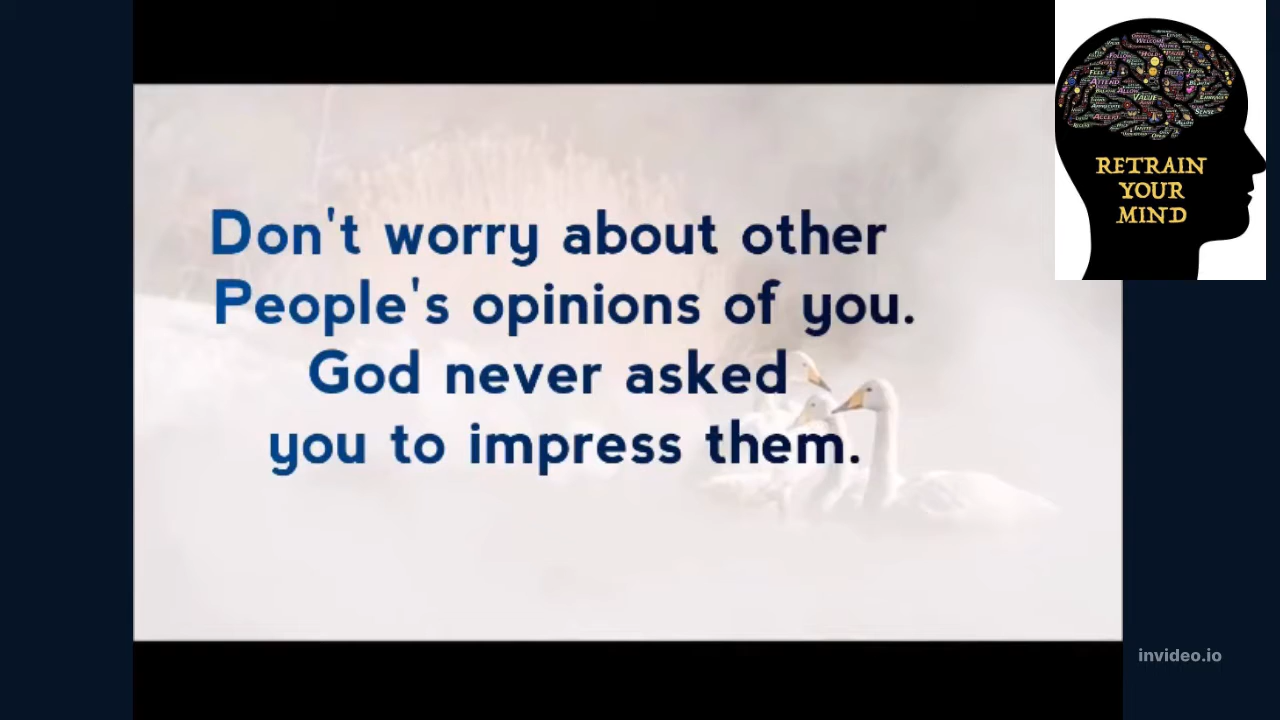 Don't worry about other
People's opinions of you.
God never asked
you to impress them.
RETRAIN
YOUR
MIND
invideo.io